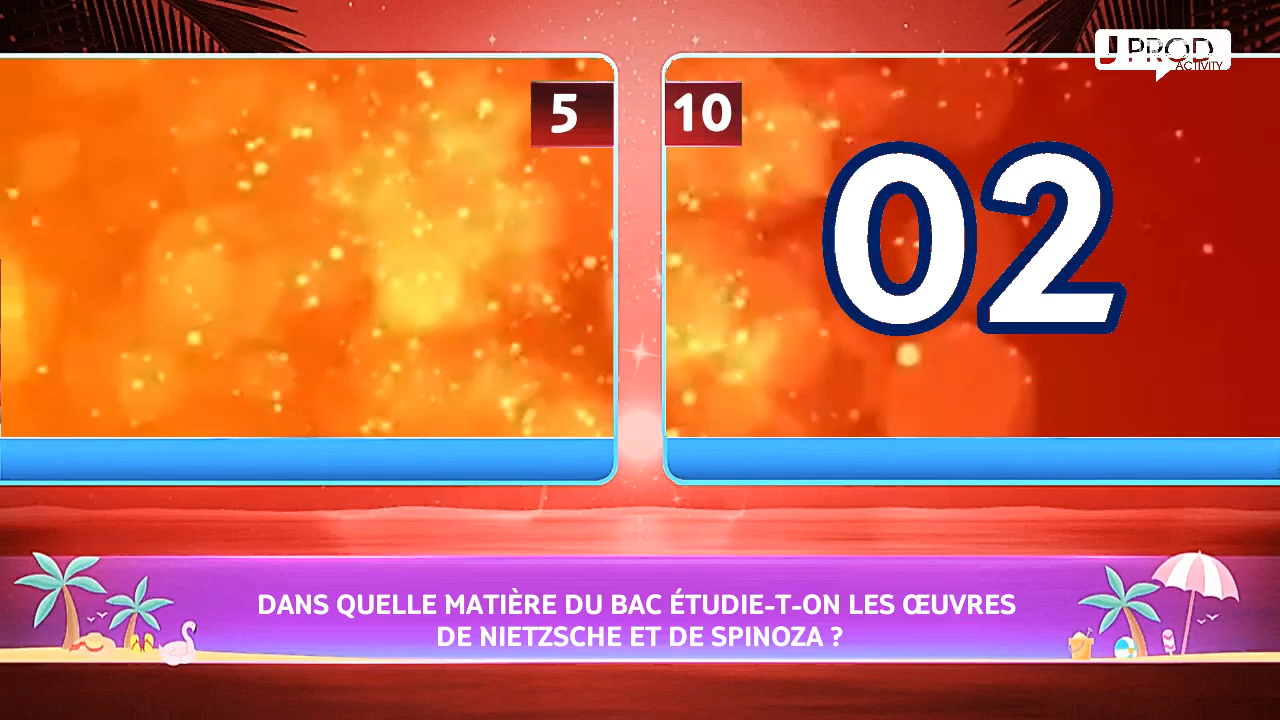 J PROD
ACTIVITY
5
10
02
DANS QUELLE MATIÈRE DU BAC ÉTUDIE-T-ON LES ŒUVRES
DE NIETZSCHE ET DE SPINOZA ?